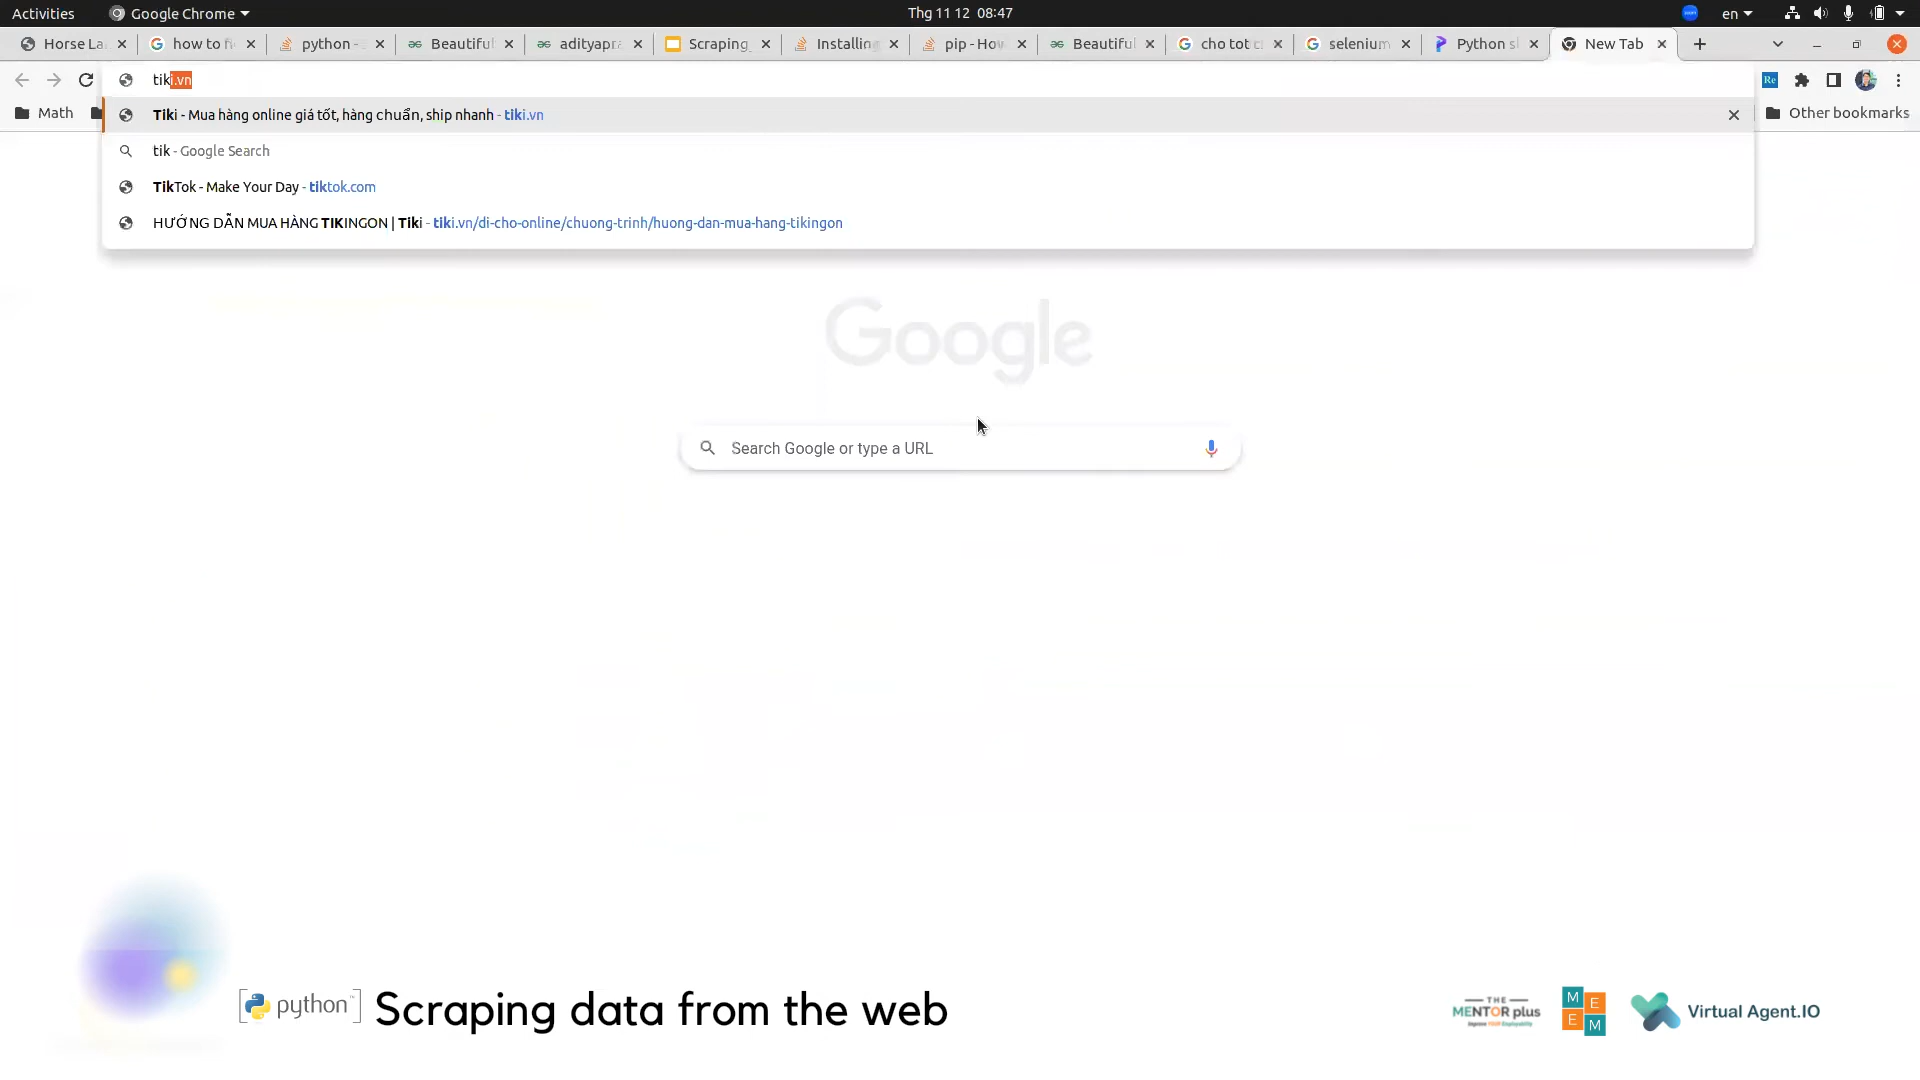 Activities Google Chrome Thg 11 12 08:47 en
Horse La how to fi python - Beautiful adityapra Scraping Installing pip - How Beautiful cho tot c selenium Python s New Tab
tiki.vn Re
Math Tiki - Mua hàng online giá tốt, hàng chuẩn, ship nhanh - tiki.vn Other bookmarks
tik - Google Search
TikTok - Make Your Day - tiktok.com
HƯỚNG DẪN MUA HÀNG TIKINGON | Tiki - tiki.vn/di-cho-online/chuong-trinh/huong-dan-mua-hang-tikingon
Google
Search Google or type a URL
python Scraping data from the web
THE
MENTOR plus
M E
E M
Virtual Agent.IO